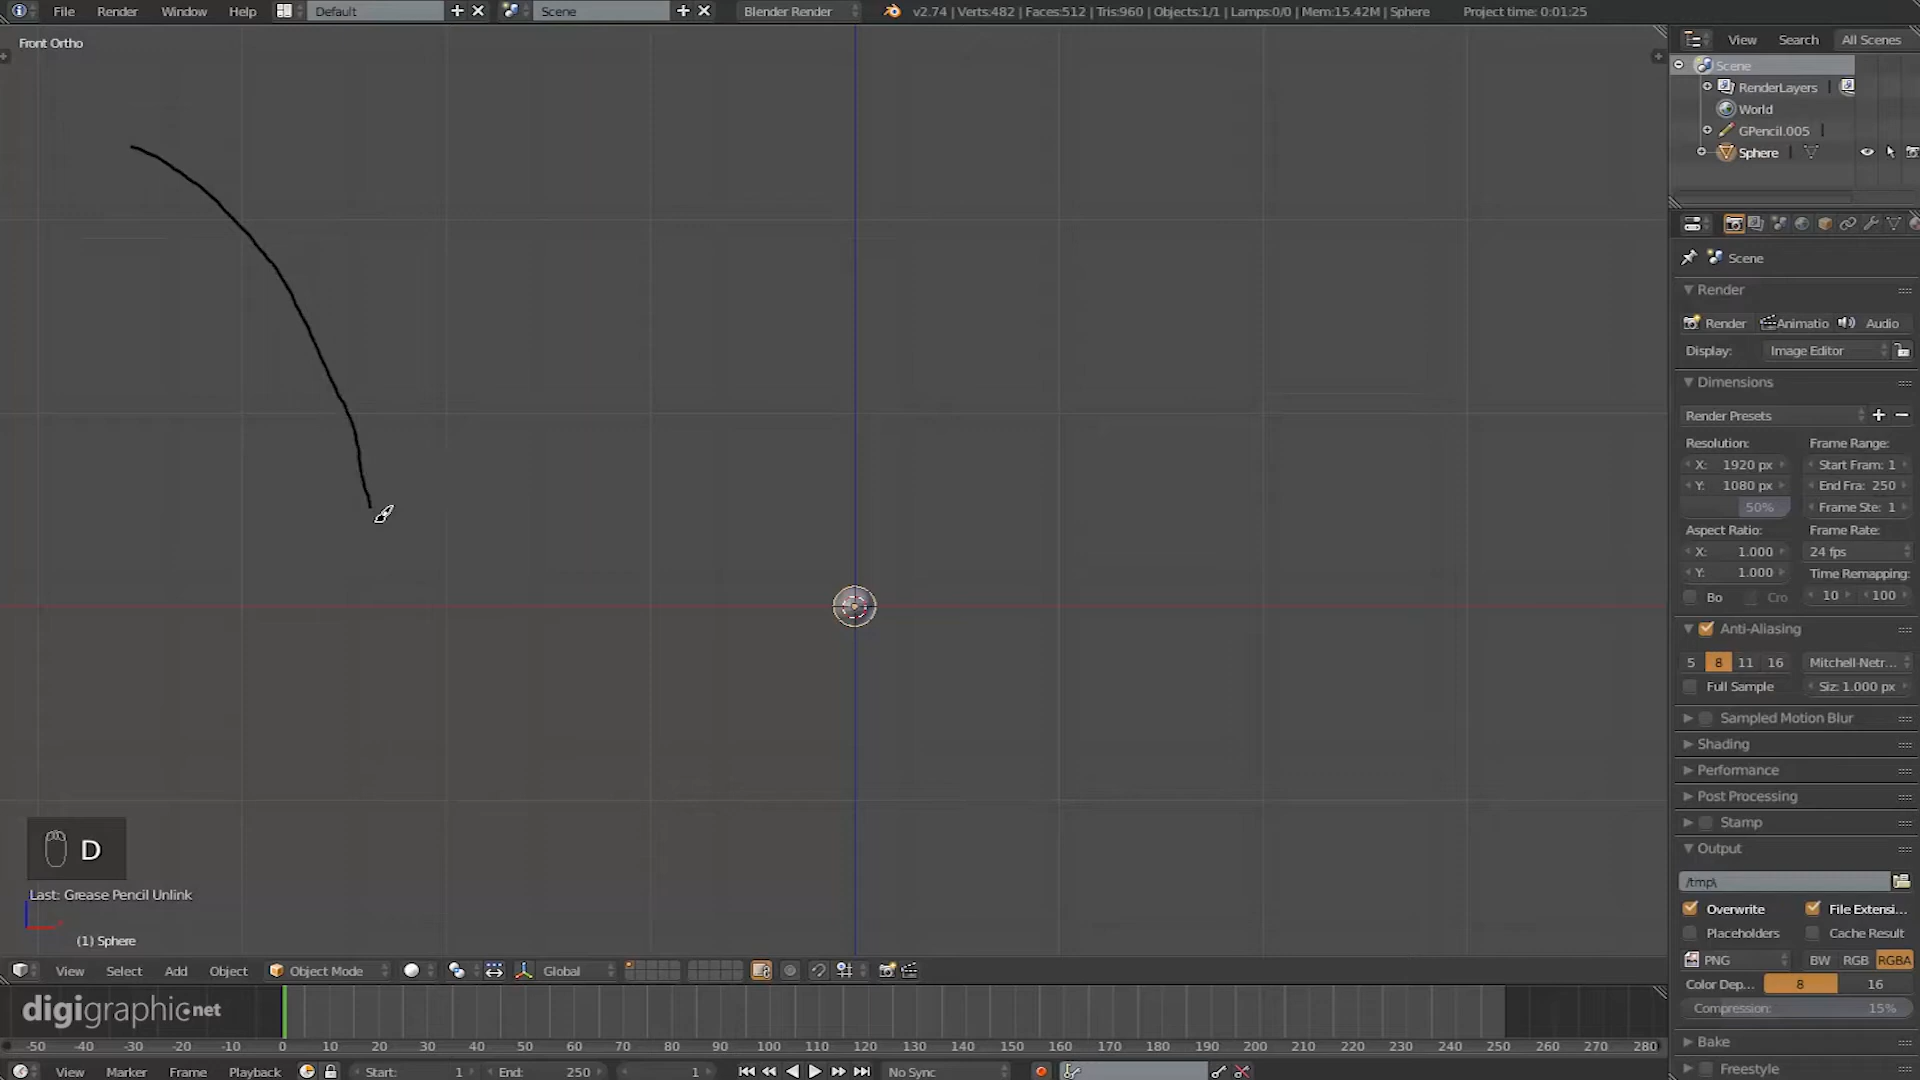 File Render Window Help Default Scene Blender Render v2.74 | Verts:482 | Faces:512 | Tris:960 | Objects:1/1 | Lamps:0/0 | Mem:15.42M | Sphere Project time: 0:01:25
Front Ortho
View Search All Scenes
Scene
RenderLayers
World
GPencil.005
Sphere
Scene
Render
Render Animatio Audio
Display: Image Editor
Dimensions
Render Presets
Resolution: Frame Range:
X: 1920 px Start Fram: 1
Y: 1080 px End Fra: 250
50% Frame Ste: 1
Aspect Ratio: Frame Rate:
X: 1.000 24 fps
Y: 1.000 Time Remapping:
Bo Cro 10 100
Anti-Aliasing
5 8 11 16 Mitchell-Netr...
Full Sample Siz: 1.000 px
Sampled Motion Blur
Shading
Performance
Post Processing
Stamp
Output
/tmp\
Overwrite File Extensi...
Placeholders Cache Result
PNG BW RGB RGBA
Color Dep... 8 16
Compression: 15%
Bake
Freestyle
D
Last: Grease Pencil Unlink
(1) Sphere
View Select Add Object Object Mode Global
digigraphic.net
-50 -40 -30 -20 -10 0 10 20 30 40 50 60 70 80 90 100 110 120 130 140 150 160 170 180 190 200 210 220 230 240 250 260 270 280
View Marker Frame Playback Start: 1 End: 250 1 No Sync